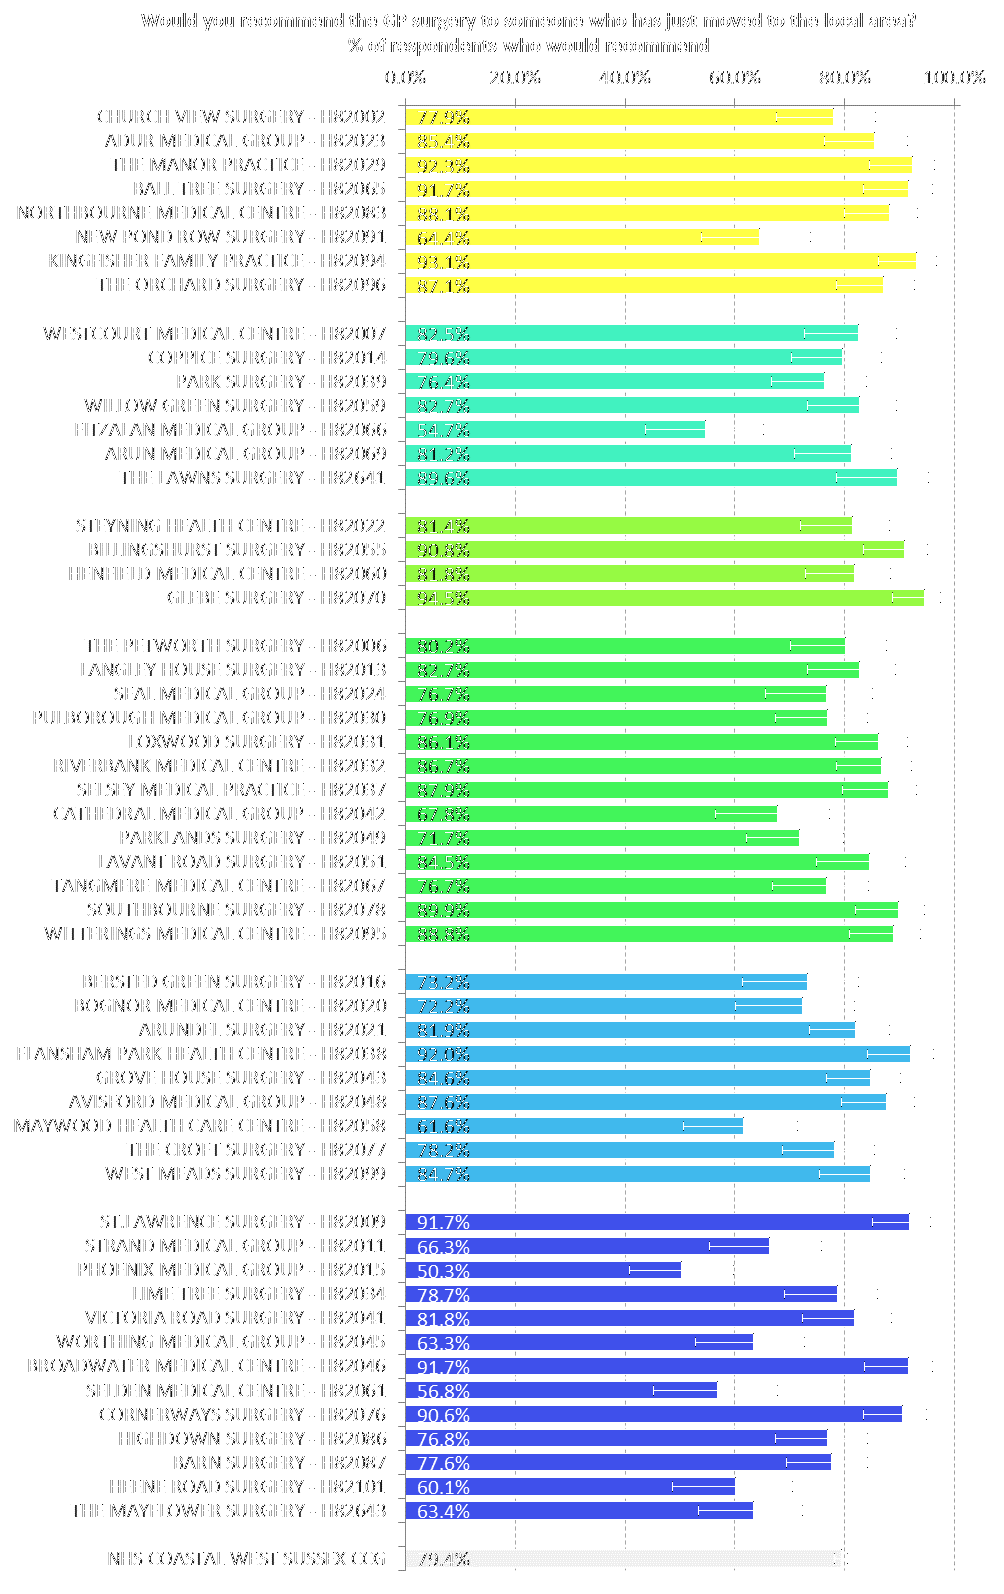 Would you recommend the GP surgery to someone who has just moved to the local area?
% of respondents who would recommend
0.0% 20.0% 40.0% 60.0% 80.0% 100.0%
CHURCH VIEW SURGERY - H82002 77.9%
ADUR MEDICAL GROUP - H82023 85.4%
THE MANOR PRACTICE - H82029 92.3%
BALL TREE SURGERY - H82065 91.7%
NORTHBOURNE MEDICAL CENTRE - H82083 88.1%
NEW POND ROW SURGERY - H82091 64.4%
KINGFISHER FAMILY PRACTICE - H82094 93.1%
THE ORCHARD SURGERY - H82096 87.1%
WESTCOURT MEDICAL CENTRE - H82007 82.5%
COPPICE SURGERY - H82014 79.6%
PARK SURGERY - H82039 76.4%
WILLOW GREEN SURGERY - H82059 82.7%
FITZALAN MEDICAL GROUP - H82066 54.7%
ARUN MEDICAL GROUP - H82069 81.2%
THE LAWNS SURGERY - H82641 89.6%
STEYNING HEALTH CENTRE - H82022 81.4%
BILLINGSHURST SURGERY - H82055 90.8%
HENFIELD MEDICAL CENTRE - H82060 81.8%
GLEBE SURGERY - H82070 94.5%
THE PETWORTH SURGERY - H82006 80.2%
LANGLEY HOUSE SURGERY - H82013 82.7%
SEAL MEDICAL GROUP - H82024 76.7%
PULBOROUGH MEDICAL GROUP - H82030 76.9%
LOXWOOD SURGERY - H82031 86.1%
RIVERBANK MEDICAL CENTRE - H82032 86.7%
SELSEY MEDICAL PRACTICE - H82037 87.9%
CATHEDRAL MEDICAL GROUP - H82042 67.8%
PARKLANDS SURGERY - H82049 71.7%
LAVANT ROAD SURGERY - H82051 84.5%
TANGMERE MEDICAL CENTRE - H82067 76.7%
SOUTHBOURNE SURGERY - H82078 89.9%
WITTERINGS MEDICAL CENTRE - H82095 88.8%
BERSTED GREEN SURGERY - H82016 73.2%
BOGNOR MEDICAL CENTRE - H82020 72.2%
ARUNDEL SURGERY - H82021 81.9%
FLANSHAM PARK HEALTH CENTRE - H82038 92.0%
GROVE HOUSE SURGERY - H82043 84.6%
AVISFORD MEDICAL GROUP - H82048 87.6%
MAYWOOD HEALTH CARE CENTRE - H82058 61.6%
THE CROFT SURGERY - H82077 78.2%
WEST MEADS SURGERY - H82099 84.7%
ST.LAWRENCE SURGERY - H82009 91.7%
STRAND MEDICAL GROUP - H82011 66.3%
PHOENIX MEDICAL GROUP - H82015 50.3%
LIME TREE SURGERY - H82034 78.7%
VICTORIA ROAD SURGERY - H82041 81.8%
WORTHING MEDICAL GROUP - H82045 63.3%
BROADWATER MEDICAL CENTRE - H82046 91.7%
SELDEN MEDICAL CENTRE - H82061 56.8%
CORNERWAYS SURGERY - H82076 90.6%
HIGHDOWN SURGERY - H82086 76.8%
BARN SURGERY - H82087 77.6%
HEENE ROAD SURGERY - H82101 60.1%
THE MAYFLOWER SURGERY - H82643 63.4%
NHS COASTAL WEST SUSSEX CCG 79.4%